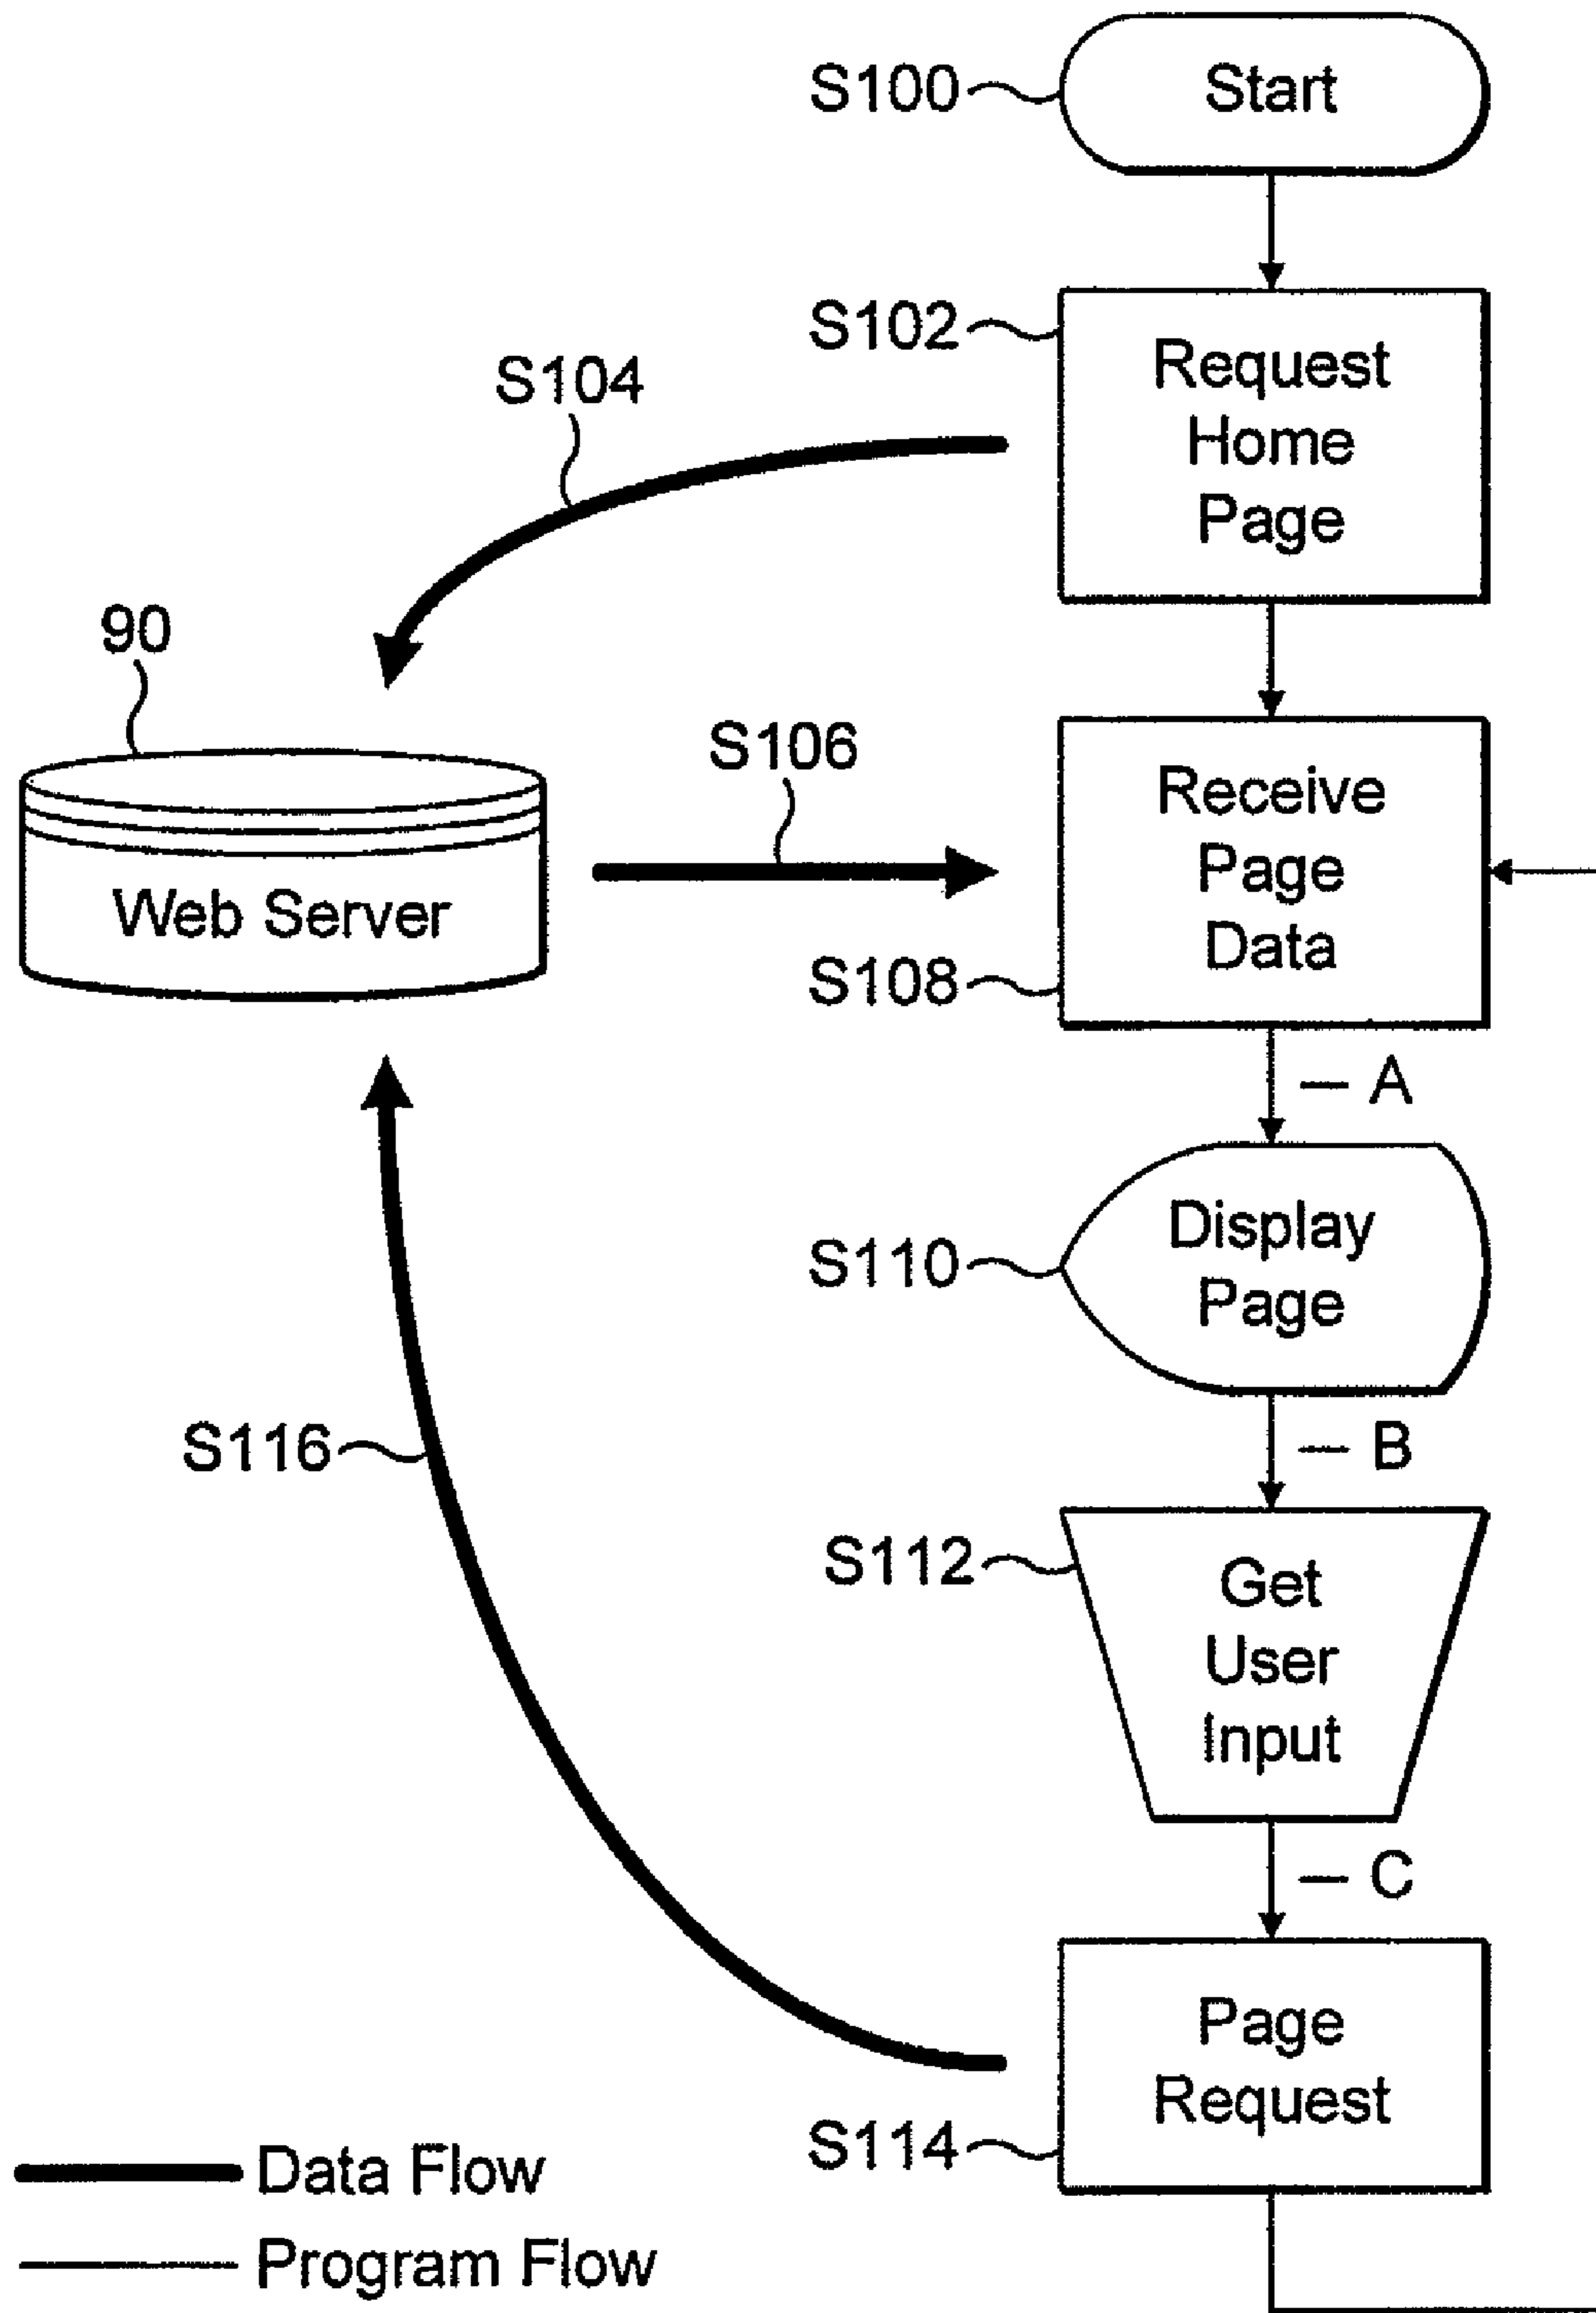 S100
Start
S102
Request
Home
Page
S104
90
Web Server
S106
Receive
Page
Data
S108
A
Display
Page
S110
B
S116
S112
Get
User
Input
C
Page
Request
S114
Data Flow
Program Flow